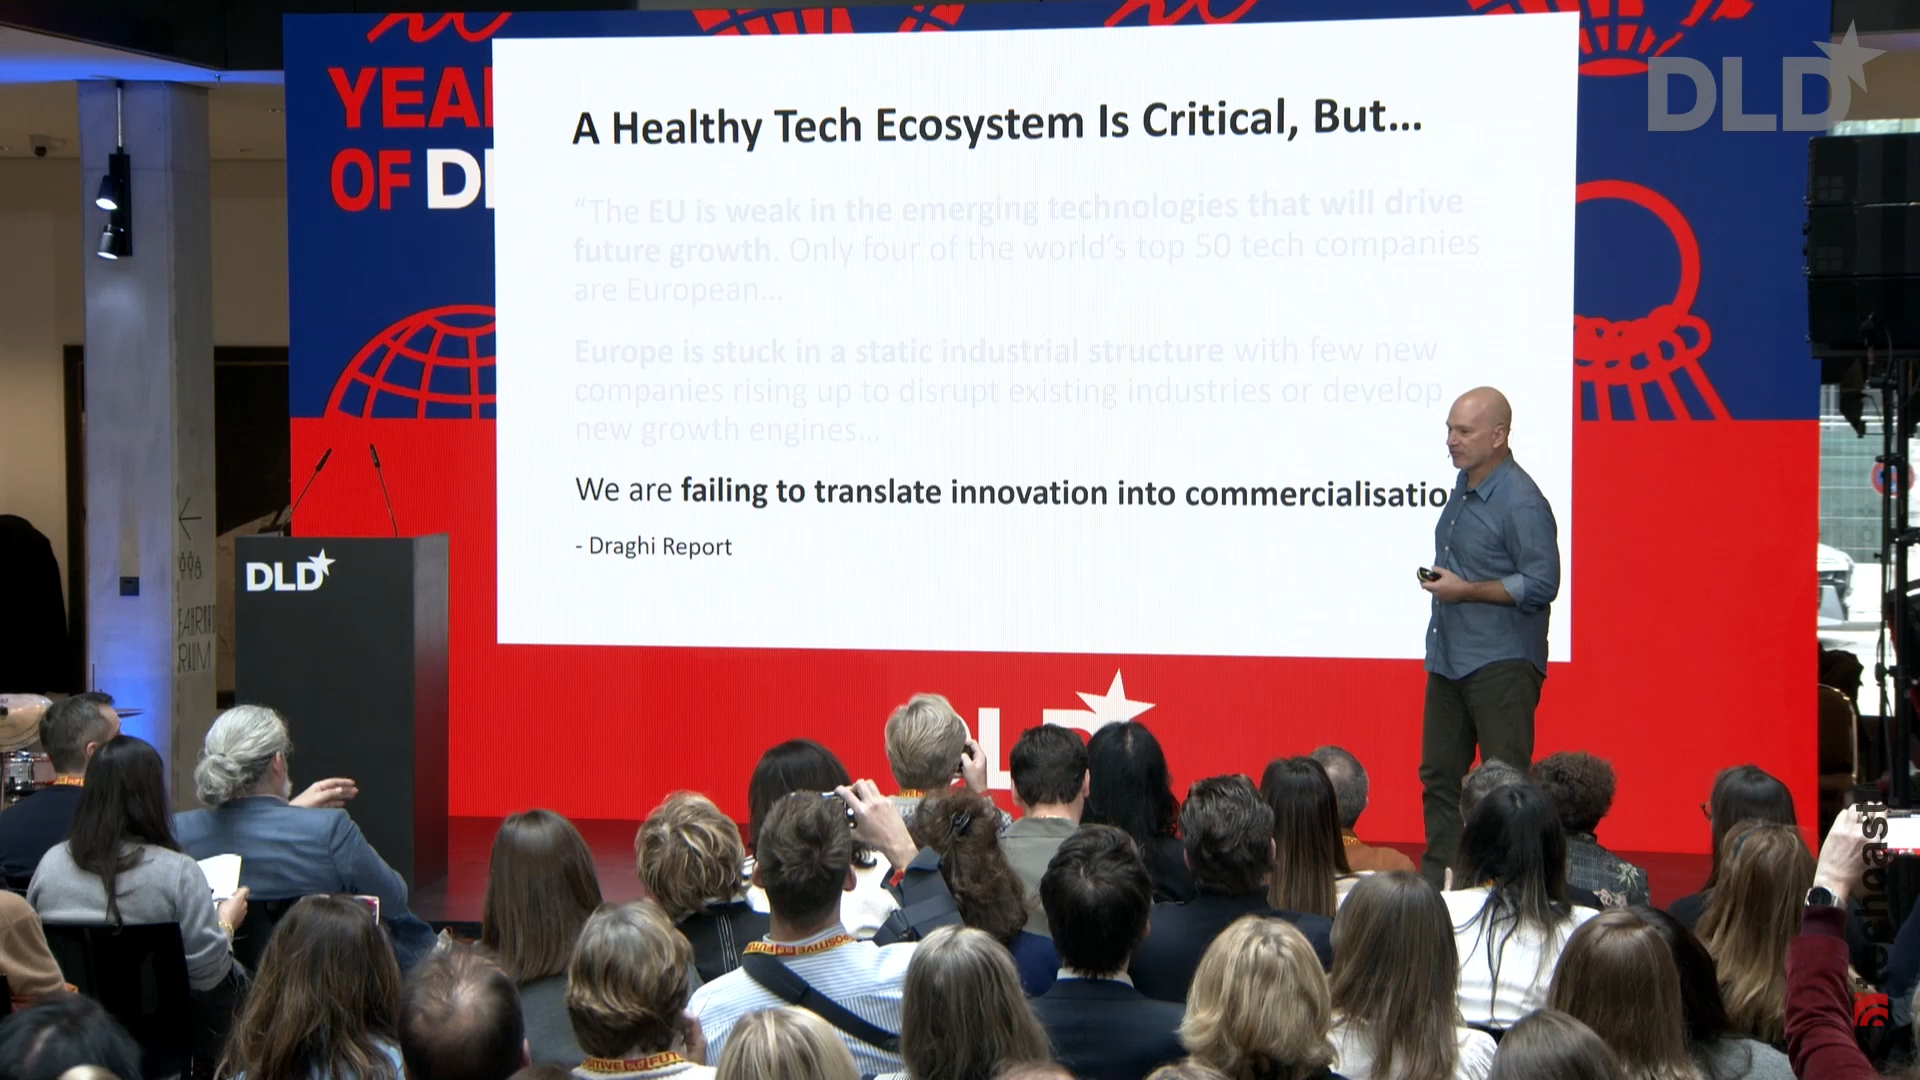 YEAR
OF DL
DLD
A Healthy Tech Ecosystem Is Critical, But...
“The EU is weak in the emerging technologies that will drive
future growth. Only four of the world’s top 50 tech companies
are European...
Europe is stuck in a static industrial structure with few new
companies rising up to disrupt existing industries or develop
new growth engines...
We are failing to translate innovation into commercialisatio
- Draghi Report
DLD
DLD
techcast